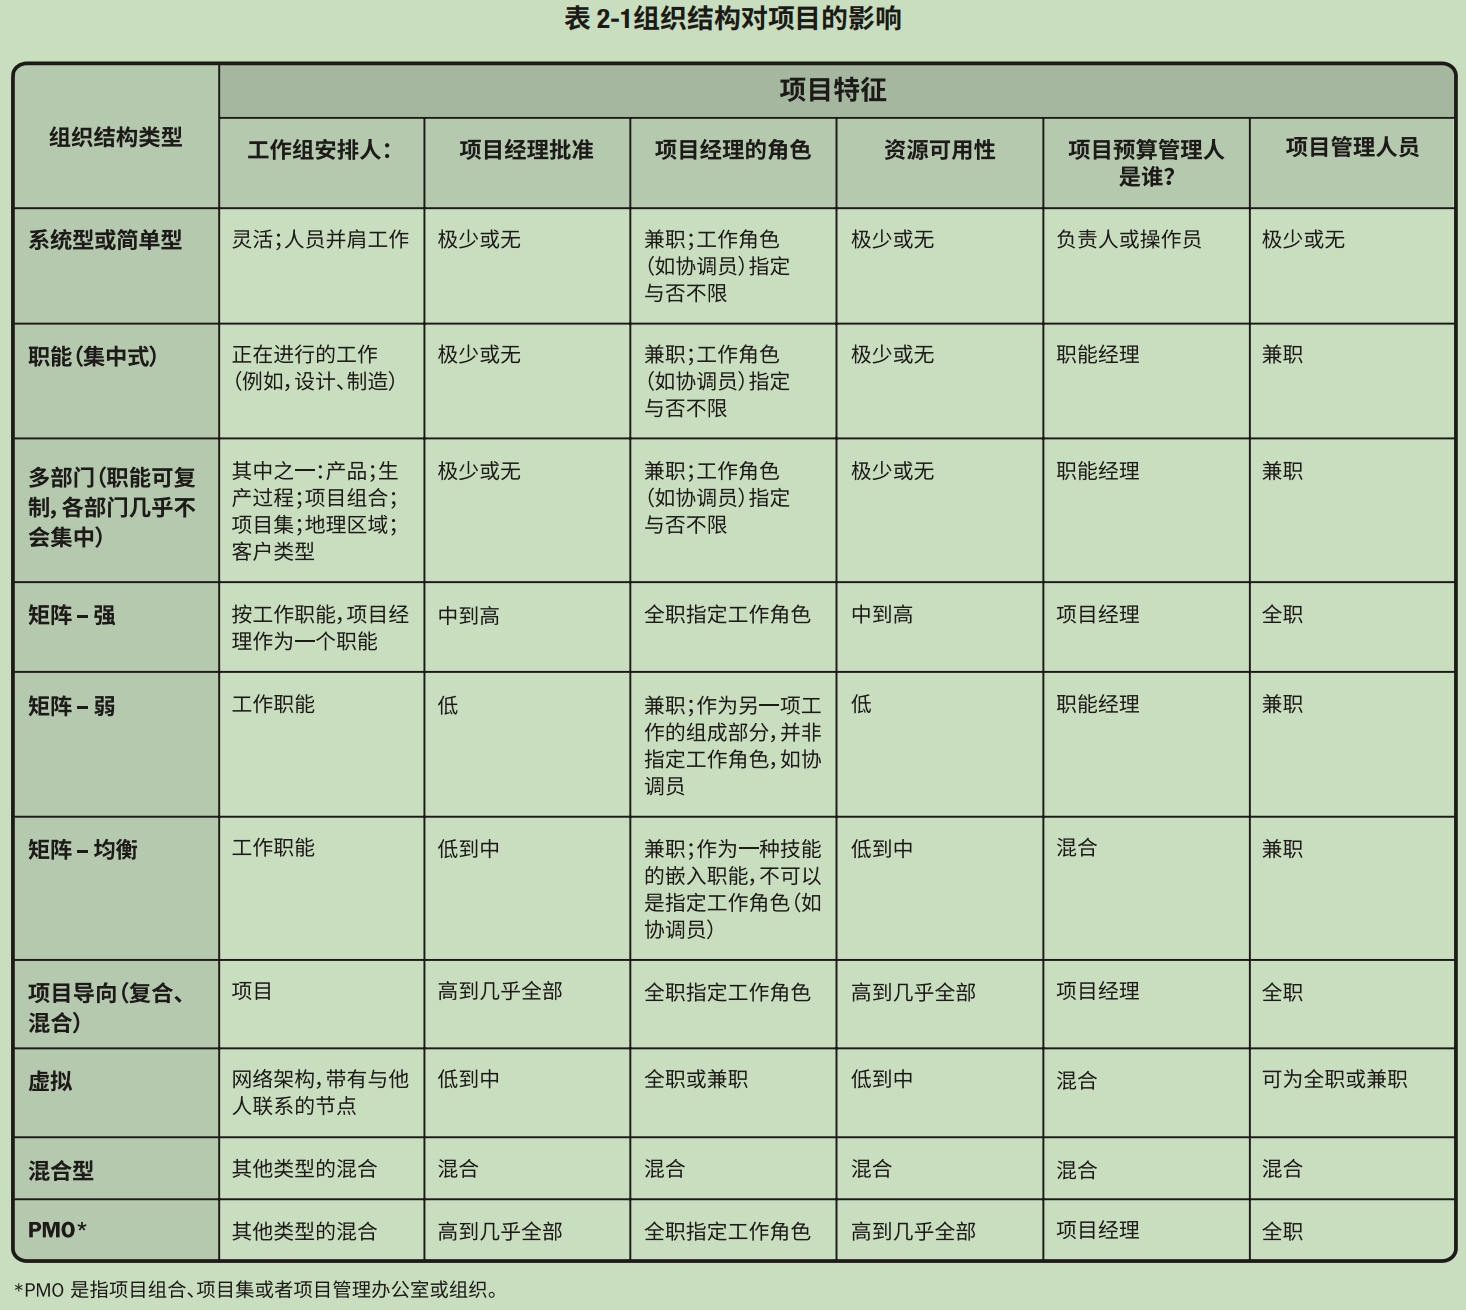 表 2-1组织结构对项目的影响
组织结构类型
项目特征
工作组安排人：
项目经理批准
项目经理的角色
资源可用性
项目预算管理人
是谁？
项目管理人员
系统型或简单型
灵活；人员并肩工作
极少或无
兼职；工作角色
（如协调员）指定
与否不限
极少或无
负责人或操作员
极少或无
职能（集中式）
正在进行的工作
（例如，设计、制造）
极少或无
兼职；工作角色
（如协调员）指定
与否不限
极少或无
职能经理
兼职
多部门（职能可复
制，各部门几乎不
会集中）
其中之一：产品；生
产过程；项目组合；
项目集；地理区域；
客户类型
极少或无
兼职；工作角色
（如协调员）指定
与否不限
极少或无
职能经理
兼职
矩阵 – 强
按工作职能，项目经
理作为一个职能
中到高
全职指定工作角色
中到高
项目经理
全职
矩阵 – 弱
工作职能
低
兼职；作为另一项工
作的组成部分，并非
指定工作角色，如协
调员
低
职能经理
兼职
矩阵 – 均衡
工作职能
低到中
兼职；作为一种技能
的嵌入职能，不可以
是指定工作角色（如
协调员）
低到中
混合
兼职
项目导向（复合、
混合）
项目
高到几乎全部
全职指定工作角色
高到几乎全部
项目经理
全职
虚拟
网络架构，带有与他
人联系的节点
低到中
全职或兼职
低到中
混合
可为全职或兼职
混合型
其他类型的混合
混合
混合
混合
混合
混合
PMO*
其他类型的混合
高到几乎全部
全职指定工作角色
高到几乎全部
项目经理
全职
*PMO 是指项目组合、项目集或者项目管理办公室或组织。